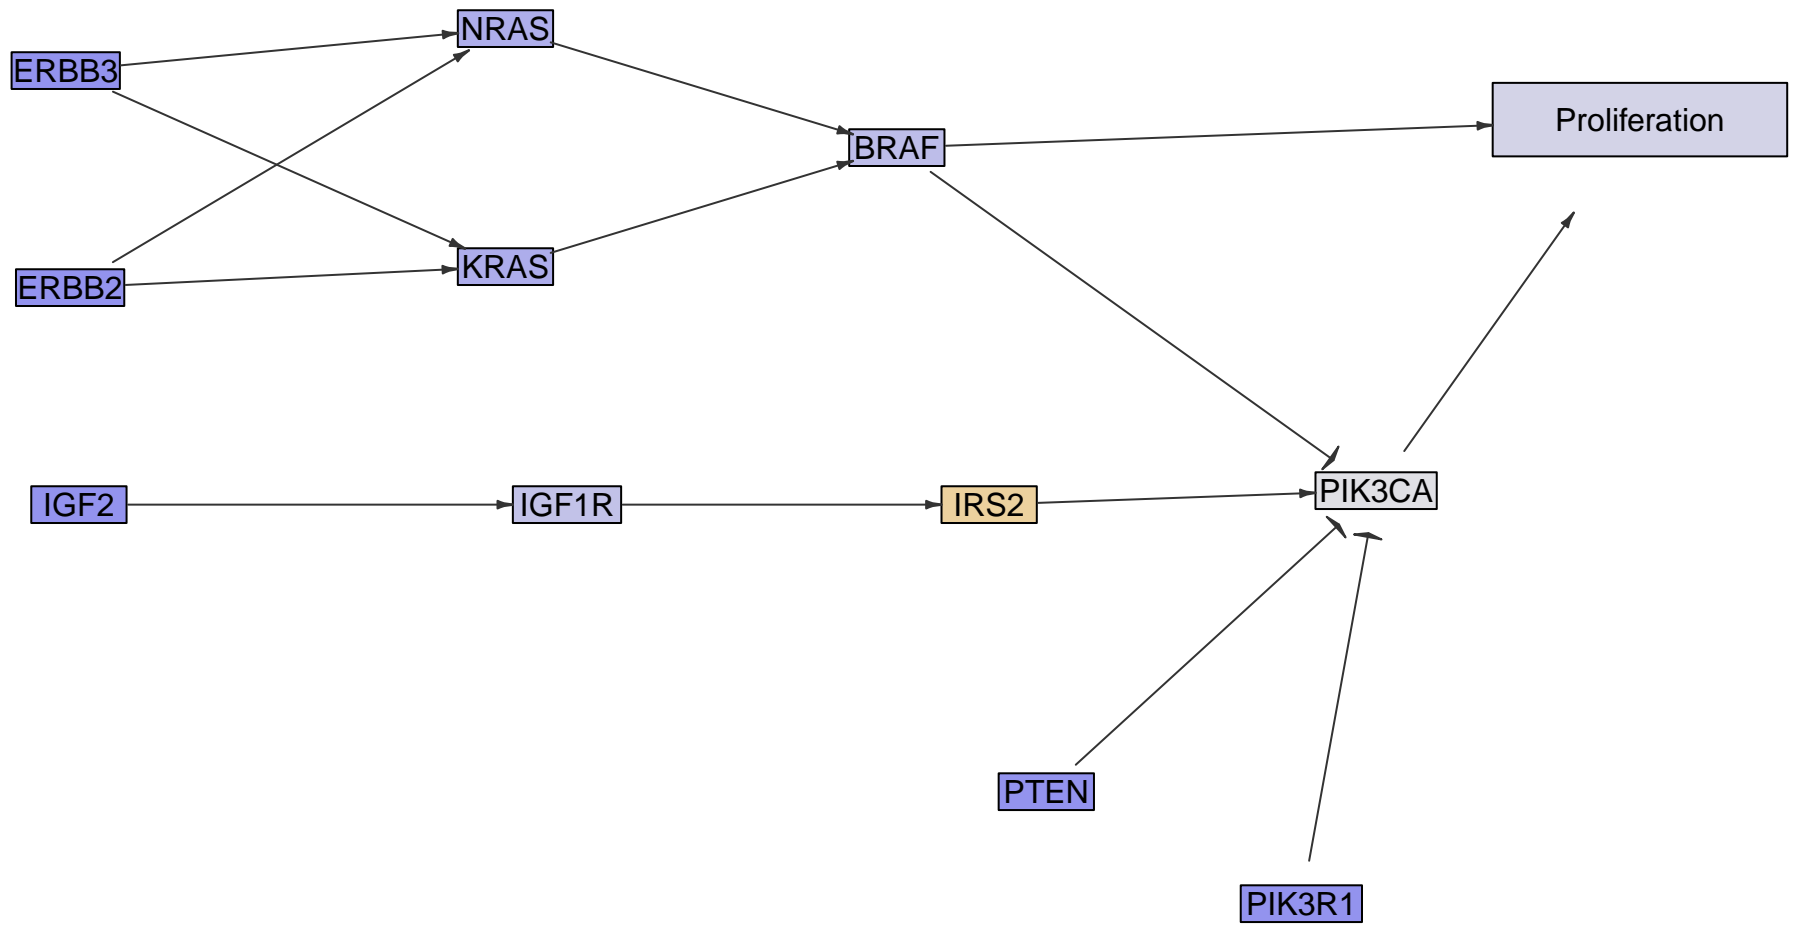 NRAS
ERBB3
Proliferation
BRAF
KRAS
ERBB2
PIK3CA
IGF2
IGF1R
IRS2
PTEN
PIK3R1